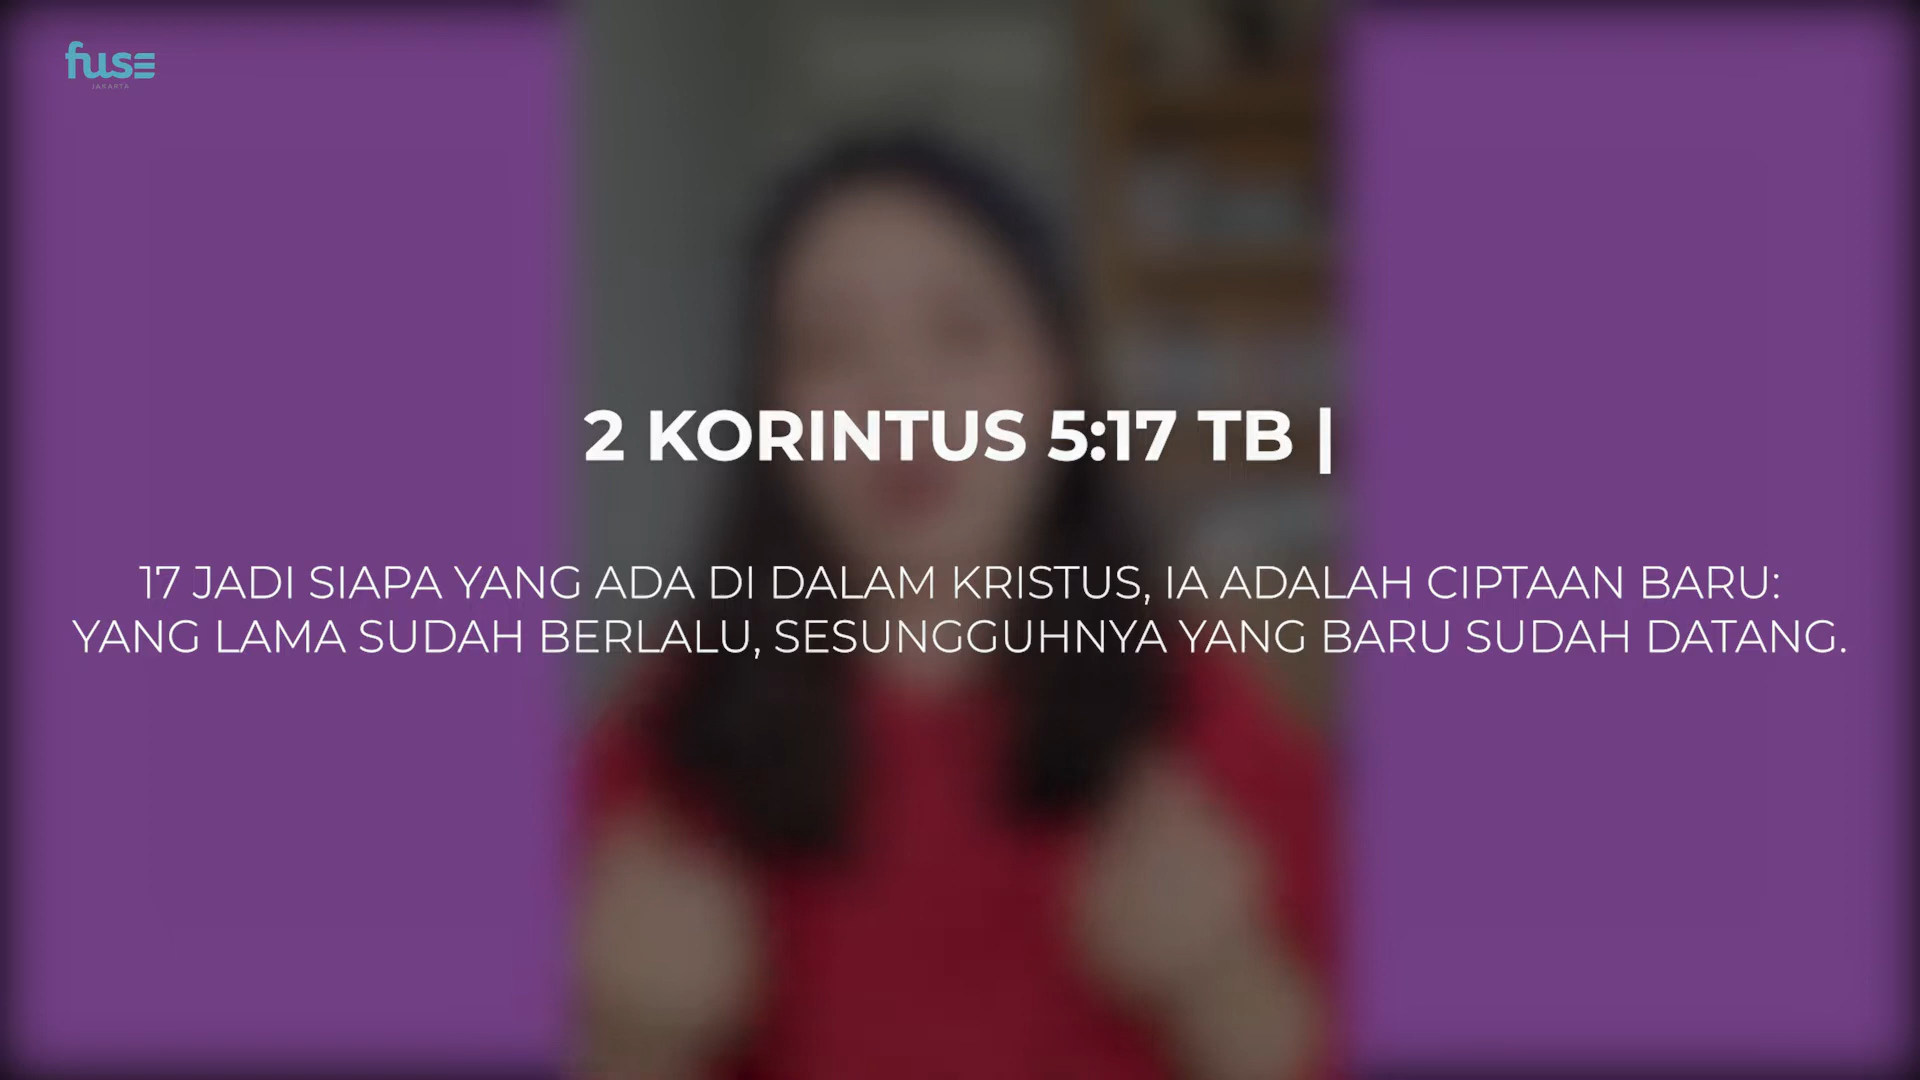 fuse
JAKARTA
2 KORINTUS 5:17 TB |
17 JADI SIAPA YANG ADA DI DALAM KRISTUS, IA ADALAH CIPTAAN BARU:
YANG LAMA SUDAH BERLALU, SESUNGGUHNYA YANG BARU SUDAH DATANG.